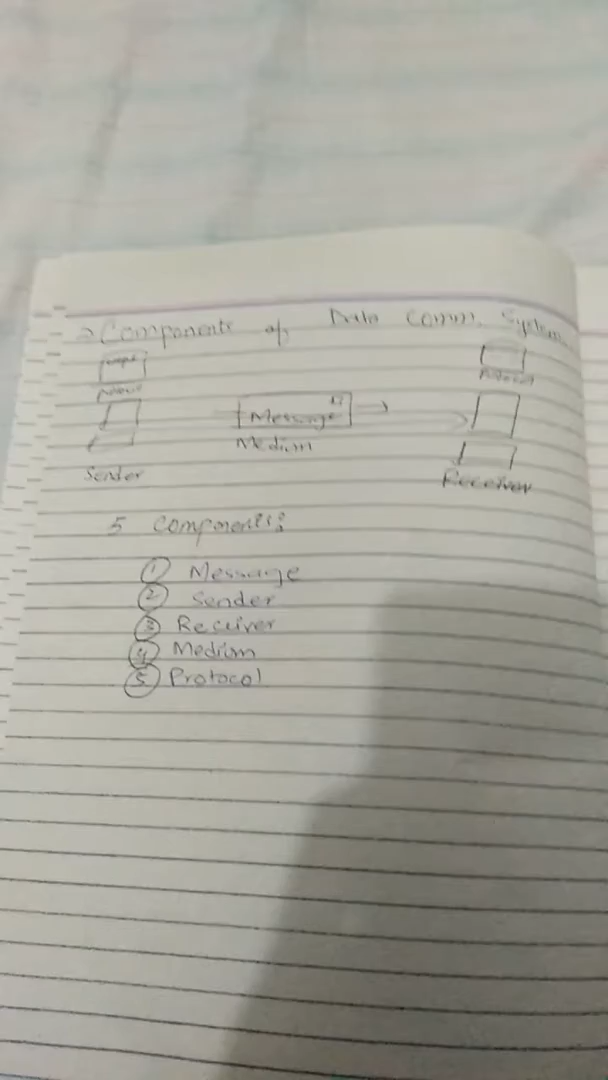 Components of Data Comm. System
Message
Medium
Sender
Receiver
5 Components:
1 Message
2 Sender
3 Receiver
4 Medium
5 Protocol